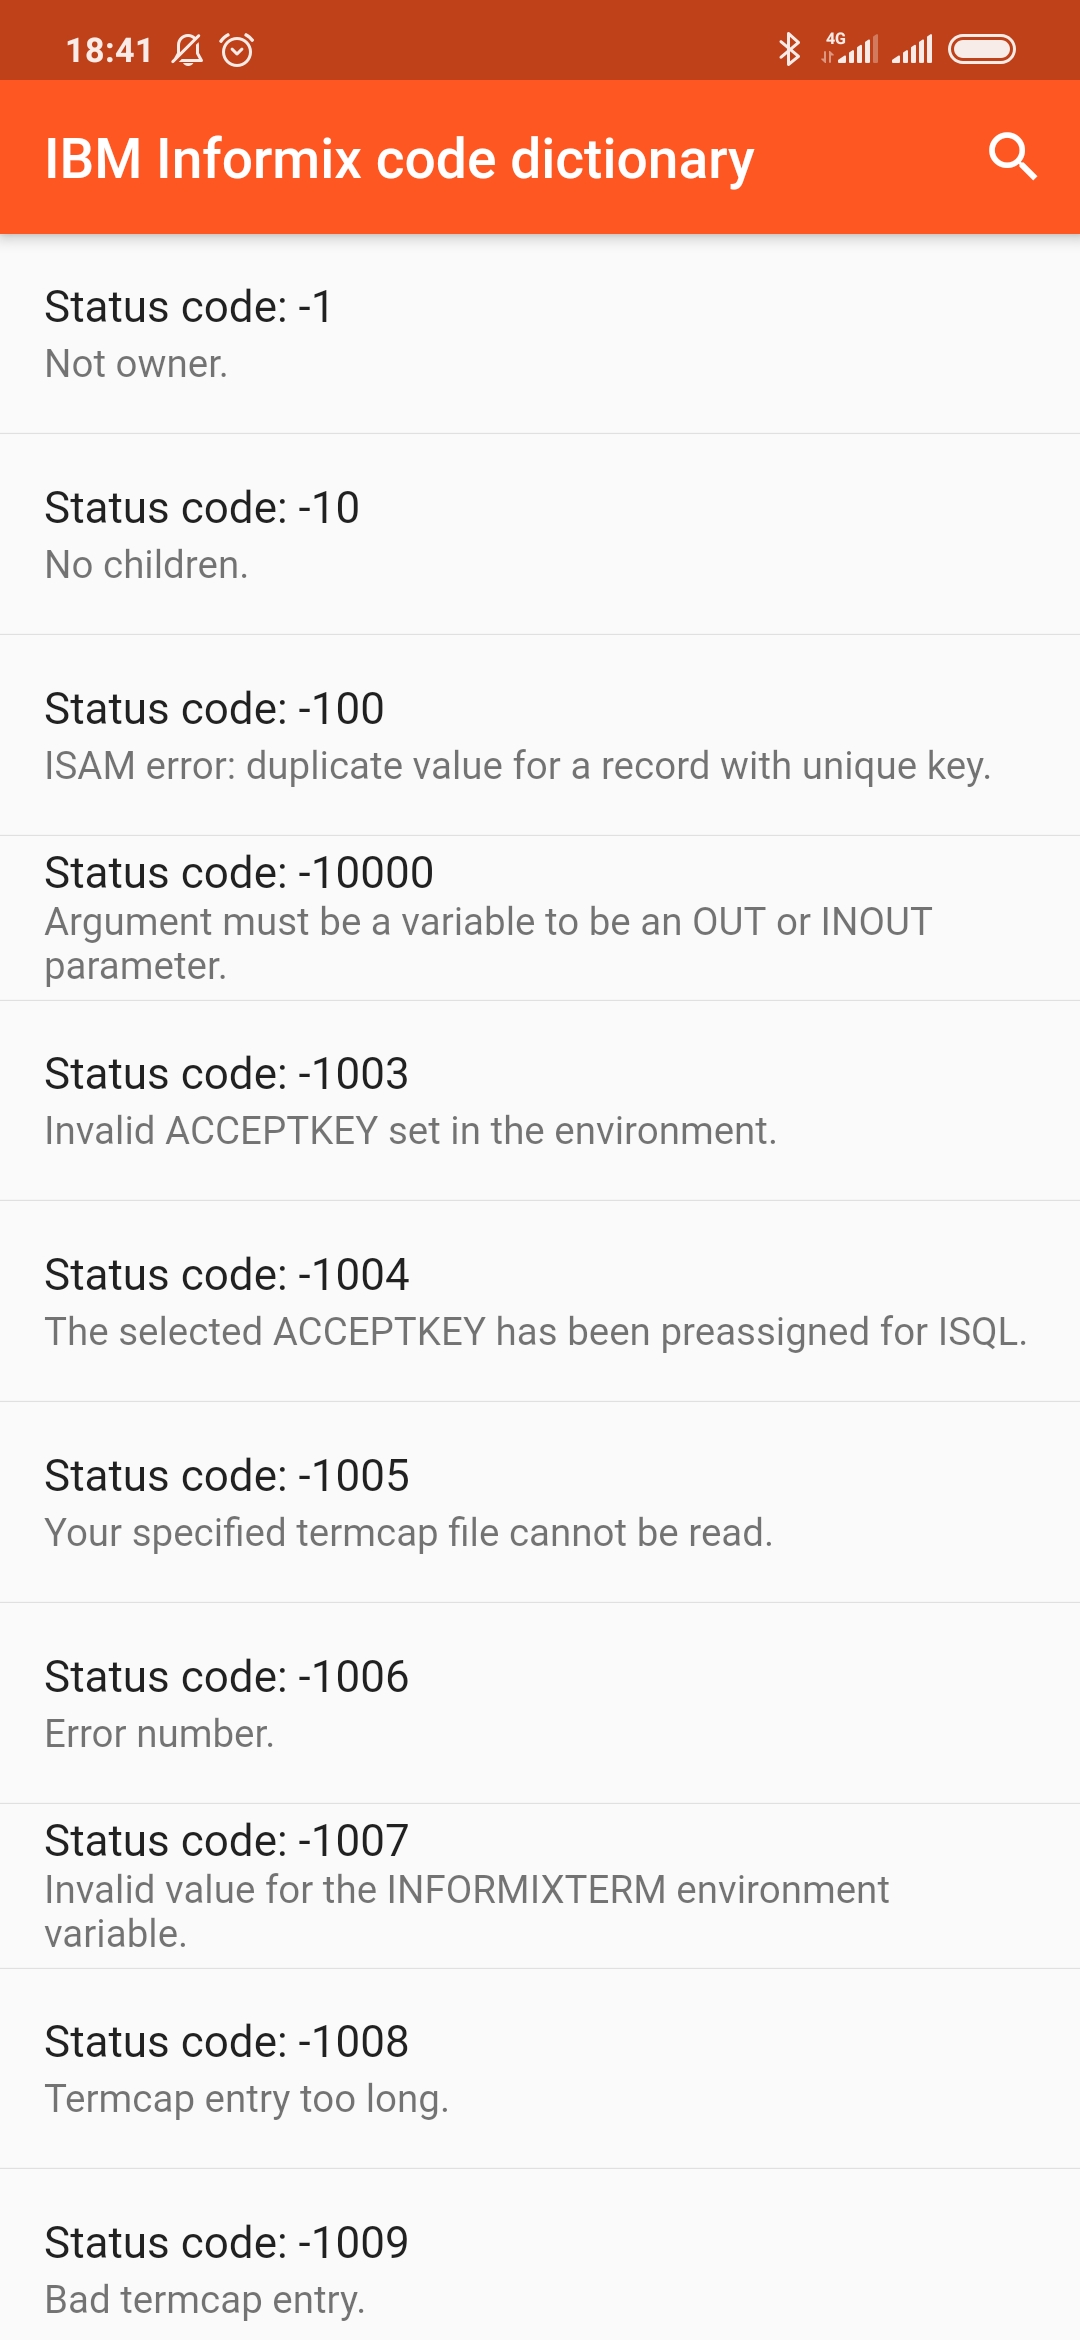 18:41
4G
IBM Informix code dictionary
Status code: -1
Not owner.
Status code: -10
No children.
Status code: -100
ISAM error: duplicate value for a record with unique key.
Status code: -10000
Argument must be a variable to be an OUT or INOUT
parameter.
Status code: -1003
Invalid ACCEPTKEY set in the environment.
Status code: -1004
The selected ACCEPTKEY has been preassigned for ISQL.
Status code: -1005
Your specified termcap file cannot be read.
Status code: -1006
Error number.
Status code: -1007
Invalid value for the INFORMIXTERM environment
variable.
Status code: -1008
Termcap entry too long.
Status code: -1009
Bad termcap entry.